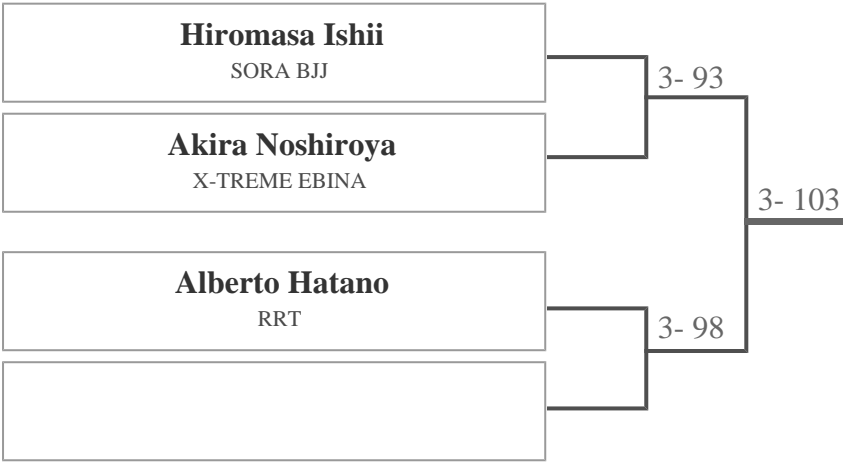 Hiromasa Ishii
SORA BJJ
3- 93
Akira Noshiroya
X-TREME EBINA
3- 103
Alberto Hatano
RRT
3- 98